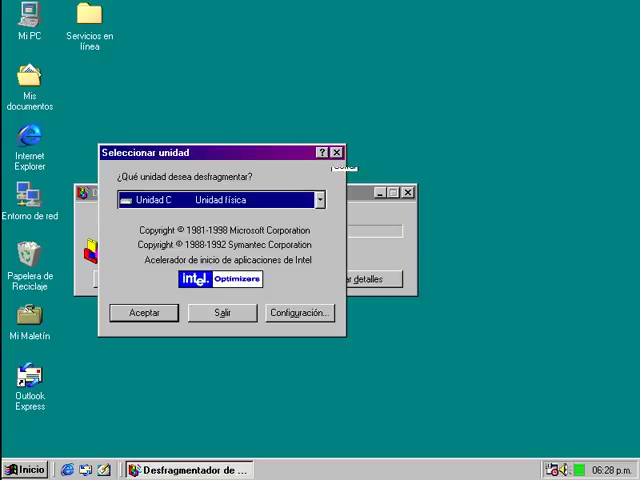 Mi PC
Servicios en
línea
Mis
documentos
Internet
Explorer
Entorno de red
Papelera de
Reciclaje
Mi Maletín
Outlook
Express
Seleccionar unidad
¿Qué unidad desea desfragmentar?
Unidad C Unidad física
Copyright © 1981-1998 Microsoft Corporation
Copyright © 1988-1992 Symantec Corporation
Acelerador de inicio de aplicaciones de Intel
intel. Optimizers
Aceptar
Salir
Configuración...
D
ar detalles
Inicio
Desfragmentador de ...
06:28 p.m.